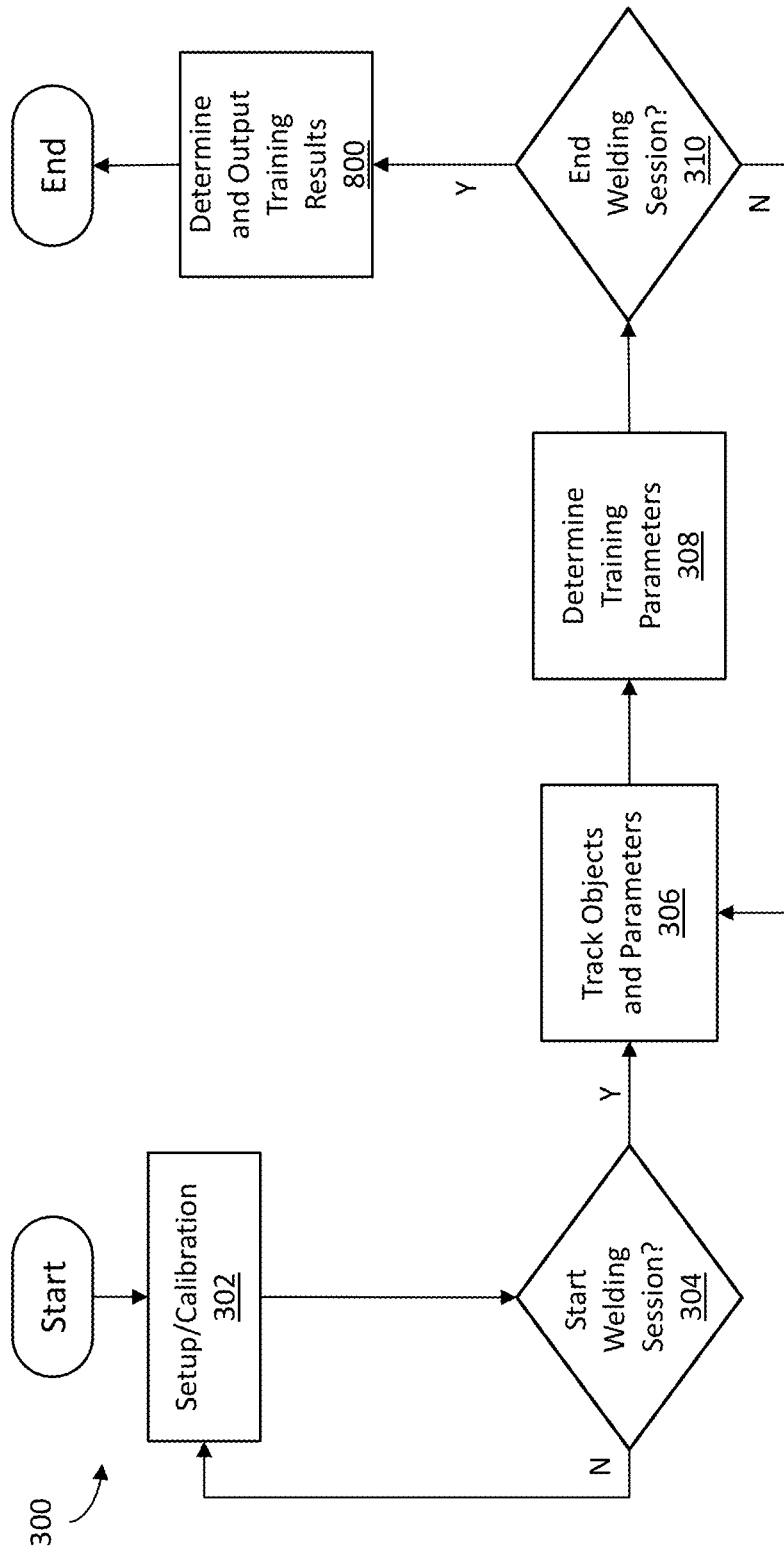 300
Start
Setup/Calibration
302
Start
Welding
Session?
304
N
Y
Track Objects
and Parameters
306
Determine
Training
Parameters
308
End
Welding
Session?
310
N
Y
Determine
and Output
Training
Results
800
End